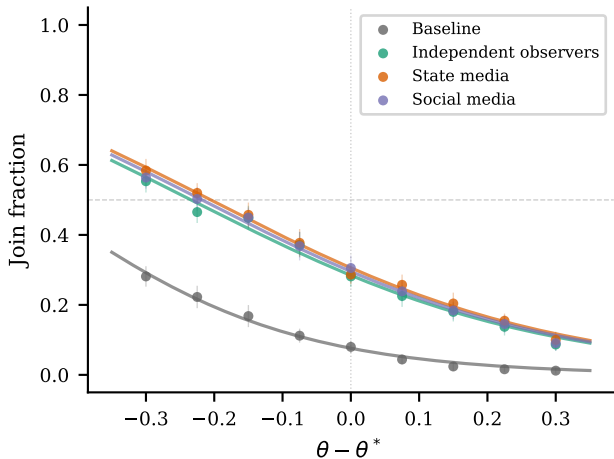 1.0
0.8
0.6
0.4
0.2
0.0
Join fraction
Baseline
Independent observers
State media
Social media
−0.3 −0.2 −0.1 0.0 0.1 0.2 0.3
θ − θ*